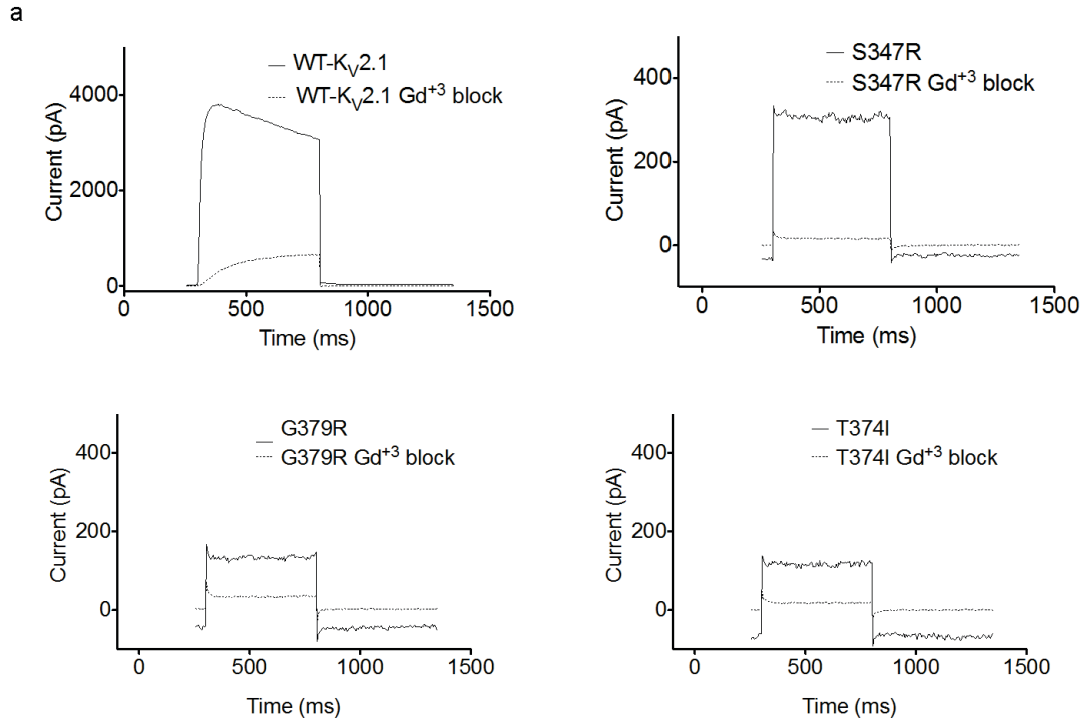 a
WT-KV2.1
WT-KV2.1 Gd+3 block
Current (pA)
4000
2000
0
0
500
1000
1500
Time (ms)
S347R
S347R Gd+3 block
Current (pA)
400
200
0
0
500
1000
1500
Time (ms)
G379R
G379R Gd+3 block
Current (pA)
400
200
0
0
500
1000
1500
Time (ms)
T374I
T374I Gd+3 block
Current (pA)
400
200
0
0
500
1000
1500
Time (ms)